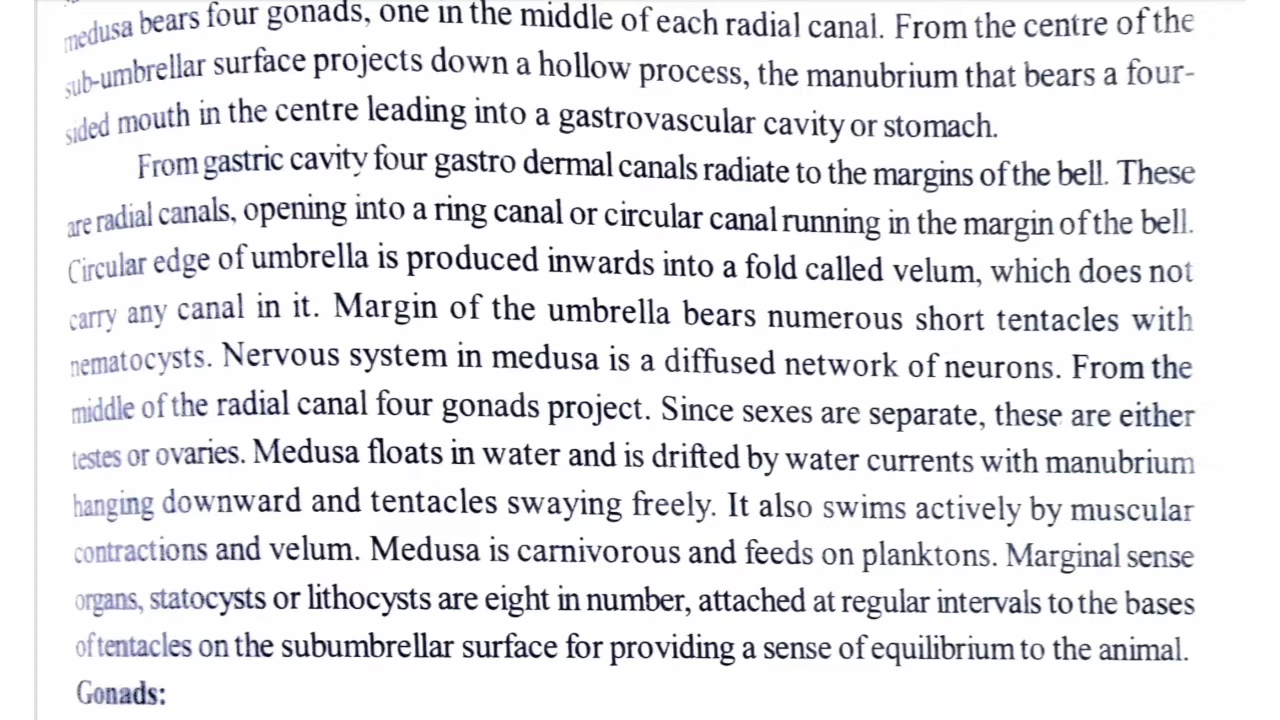 medusa bears four gonads, one in the middle of each radial canal. From the centre of the
sub-umbrellar surface projects down a hollow process, the manubrium that bears a four-
sided mouth in the centre leading into a gastrovascular cavity or stomach.
From gastric cavity four gastro dermal canals radiate to the margins of the bell. These
are radial canals, opening into a ring canal or circular canal running in the margin of the bell.
Circular edge of umbrella is produced inwards into a fold called velum, which does not
carry any canal in it. Margin of the umbrella bears numerous short tentacles with
nematocysts. Nervous system in medusa is a diffused network of neurons. From the
middle of the radial canal four gonads project. Since sexes are separate, these are either
testes or ovaries. Medusa floats in water and is drifted by water currents with manubrium
hanging downward and tentacles swaying freely. It also swims actively by muscular
contractions and velum. Medusa is carnivorous and feeds on planktons. Marginal sense
organs, statocysts or lithocysts are eight in number, attached at regular intervals to the bases
of tentacles on the subumbrellar surface for providing a sense of equilibrium to the animal.
Gonads: